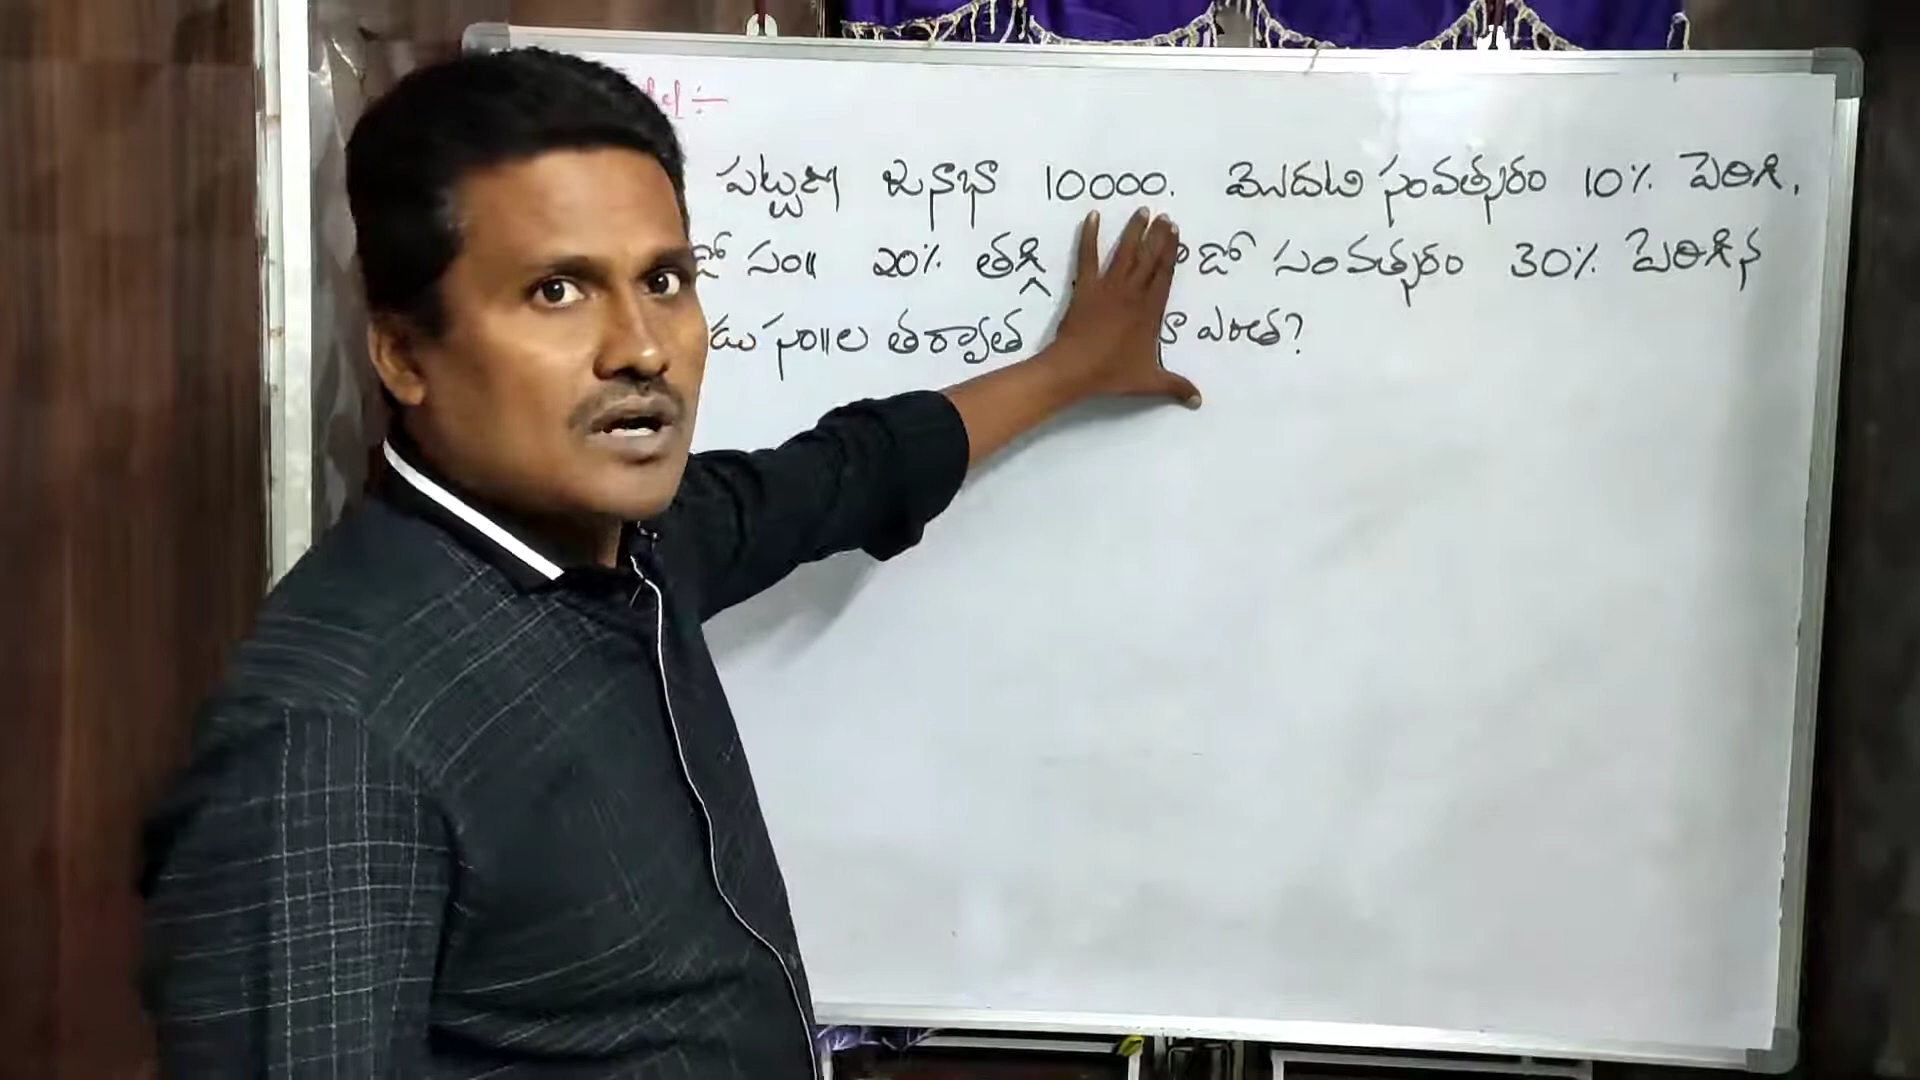 పట్టణ జనాభా 10000. మొదటి సంవత్సరం 10% పెరిగి,
సం॥ 20% తగ్గి సంవత్సరం 30% పెరిగిన
సం॥ల తర్వాత ఎంత?